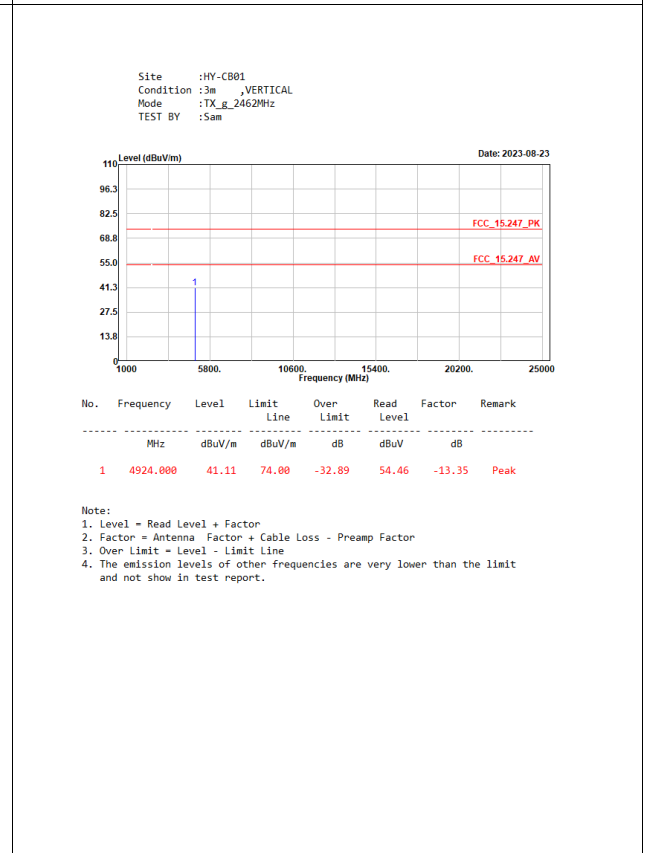 Site :HY-CB01
Condition :3m ,VERTICAL
Mode :TX_g_2462MHz
TEST BY :Sam
Level (dBuV/m) Date: 2023-08-23
110
96.3
82.5
FCC_15.247_PK
68.8
FCC_15.247_AV
55.0
1
41.3
27.5
13.8
0
1000 5800. 10600. 15400. 20200. 25000
Frequency (MHz)
No. Frequency Level Limit Over Read Factor Remark
Line Limit Level
------ ----------- -------- --------- --------- --------- -------- ---------
MHz dBuV/m dBuV/m dB dBuV dB
1 4924.000 41.11 74.00 -32.89 54.46 -13.35 Peak
Note:
1. Level = Read Level + Factor
2. Factor = Antenna Factor + Cable Loss - Preamp Factor
3. Over Limit = Level - Limit Line
4. The emission levels of other frequencies are very lower than the limit
and not show in test report.